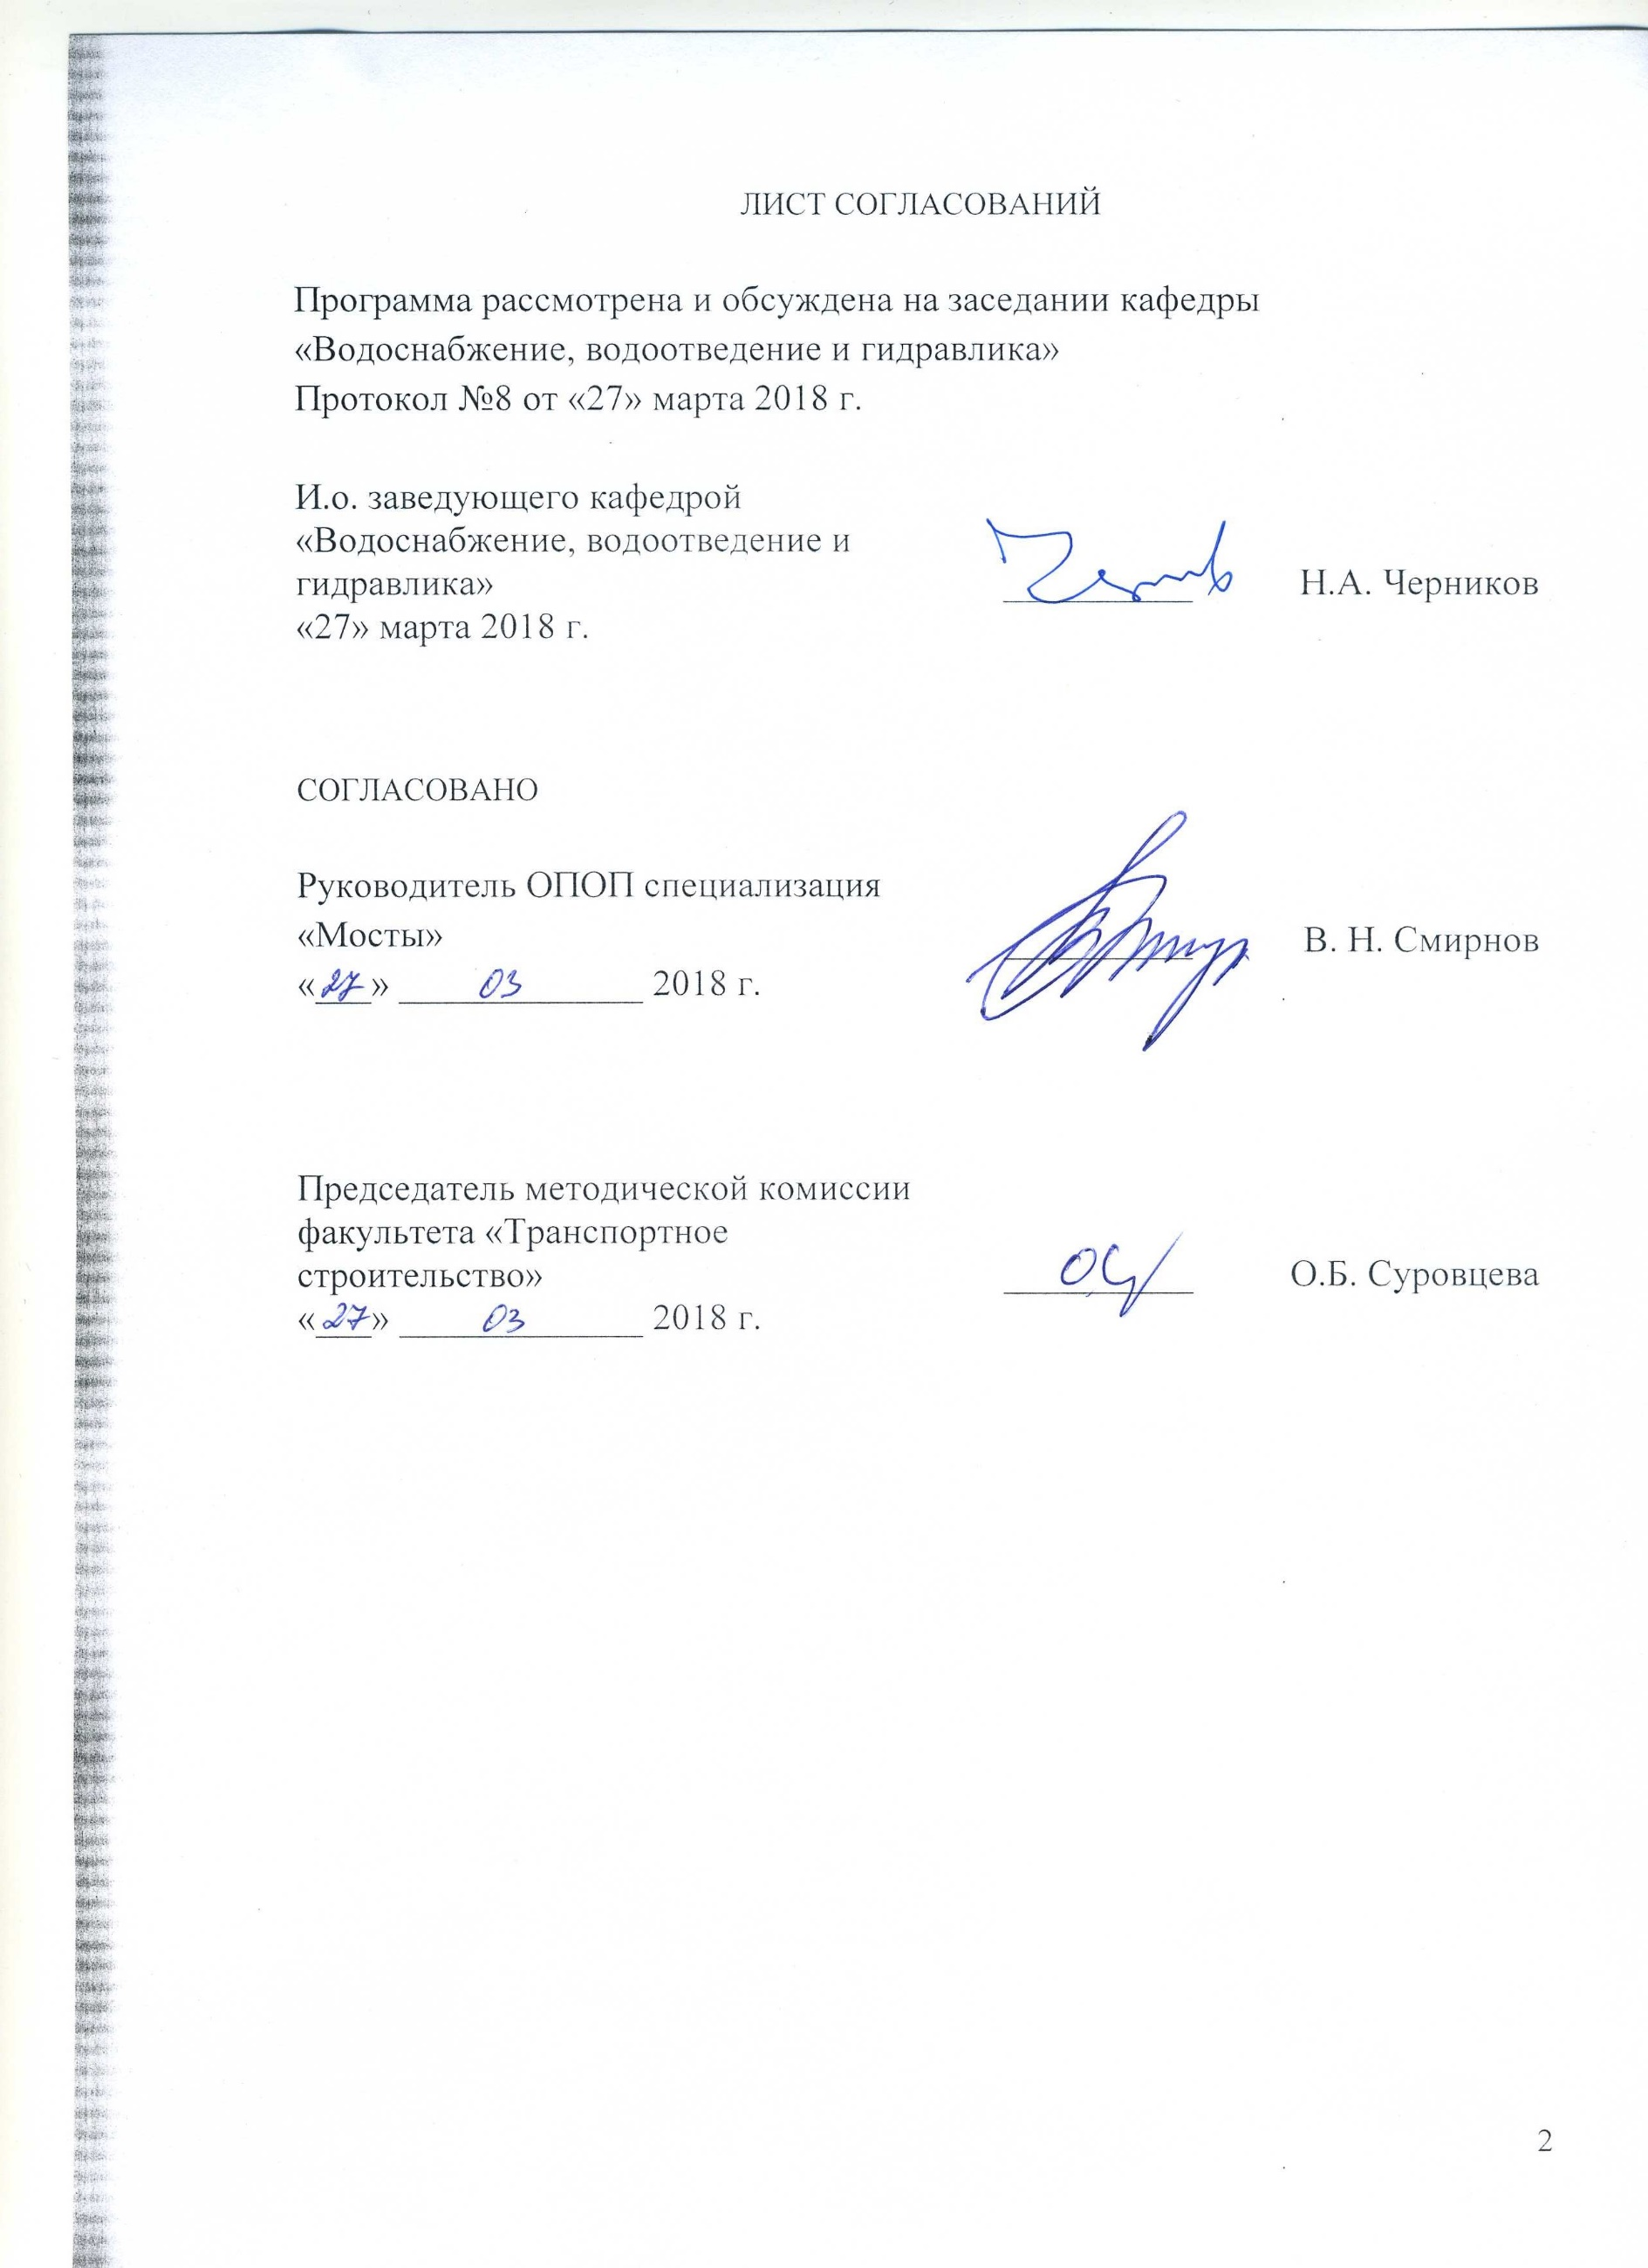 ЛИСТ СОГЛАСОВАНИЙ
Программа рассмотрена и обсуждена на заседании кафедры
«Водоснабжение, водоотведение и гидравлика»
Протокол №8 от «27» марта 2018 г.
И.о. заведующего кафедрой
«Водоснабжение, водоотведение и
гидравлика»
Н.А. Черников
«27» марта 2018 г.
СОГЛАСОВАНО
Руководитель ОПОП специализация
«Мосты»
В. Н. Смирнов
«27» 03 2018 г.
Председатель методической комиссии
факультета «Транспортное
строительство»
О.Б. Суровцева
«27» 03 2018 г.
2